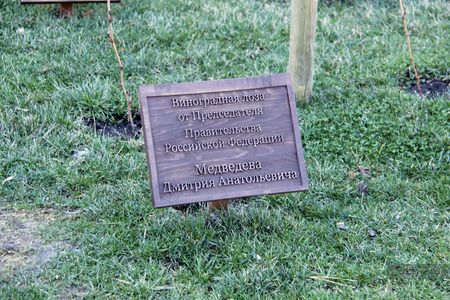 Виноградная лоза
от Председателя
Правительства
Российской Федерации
Медведева
Дмитрия Анатольевича